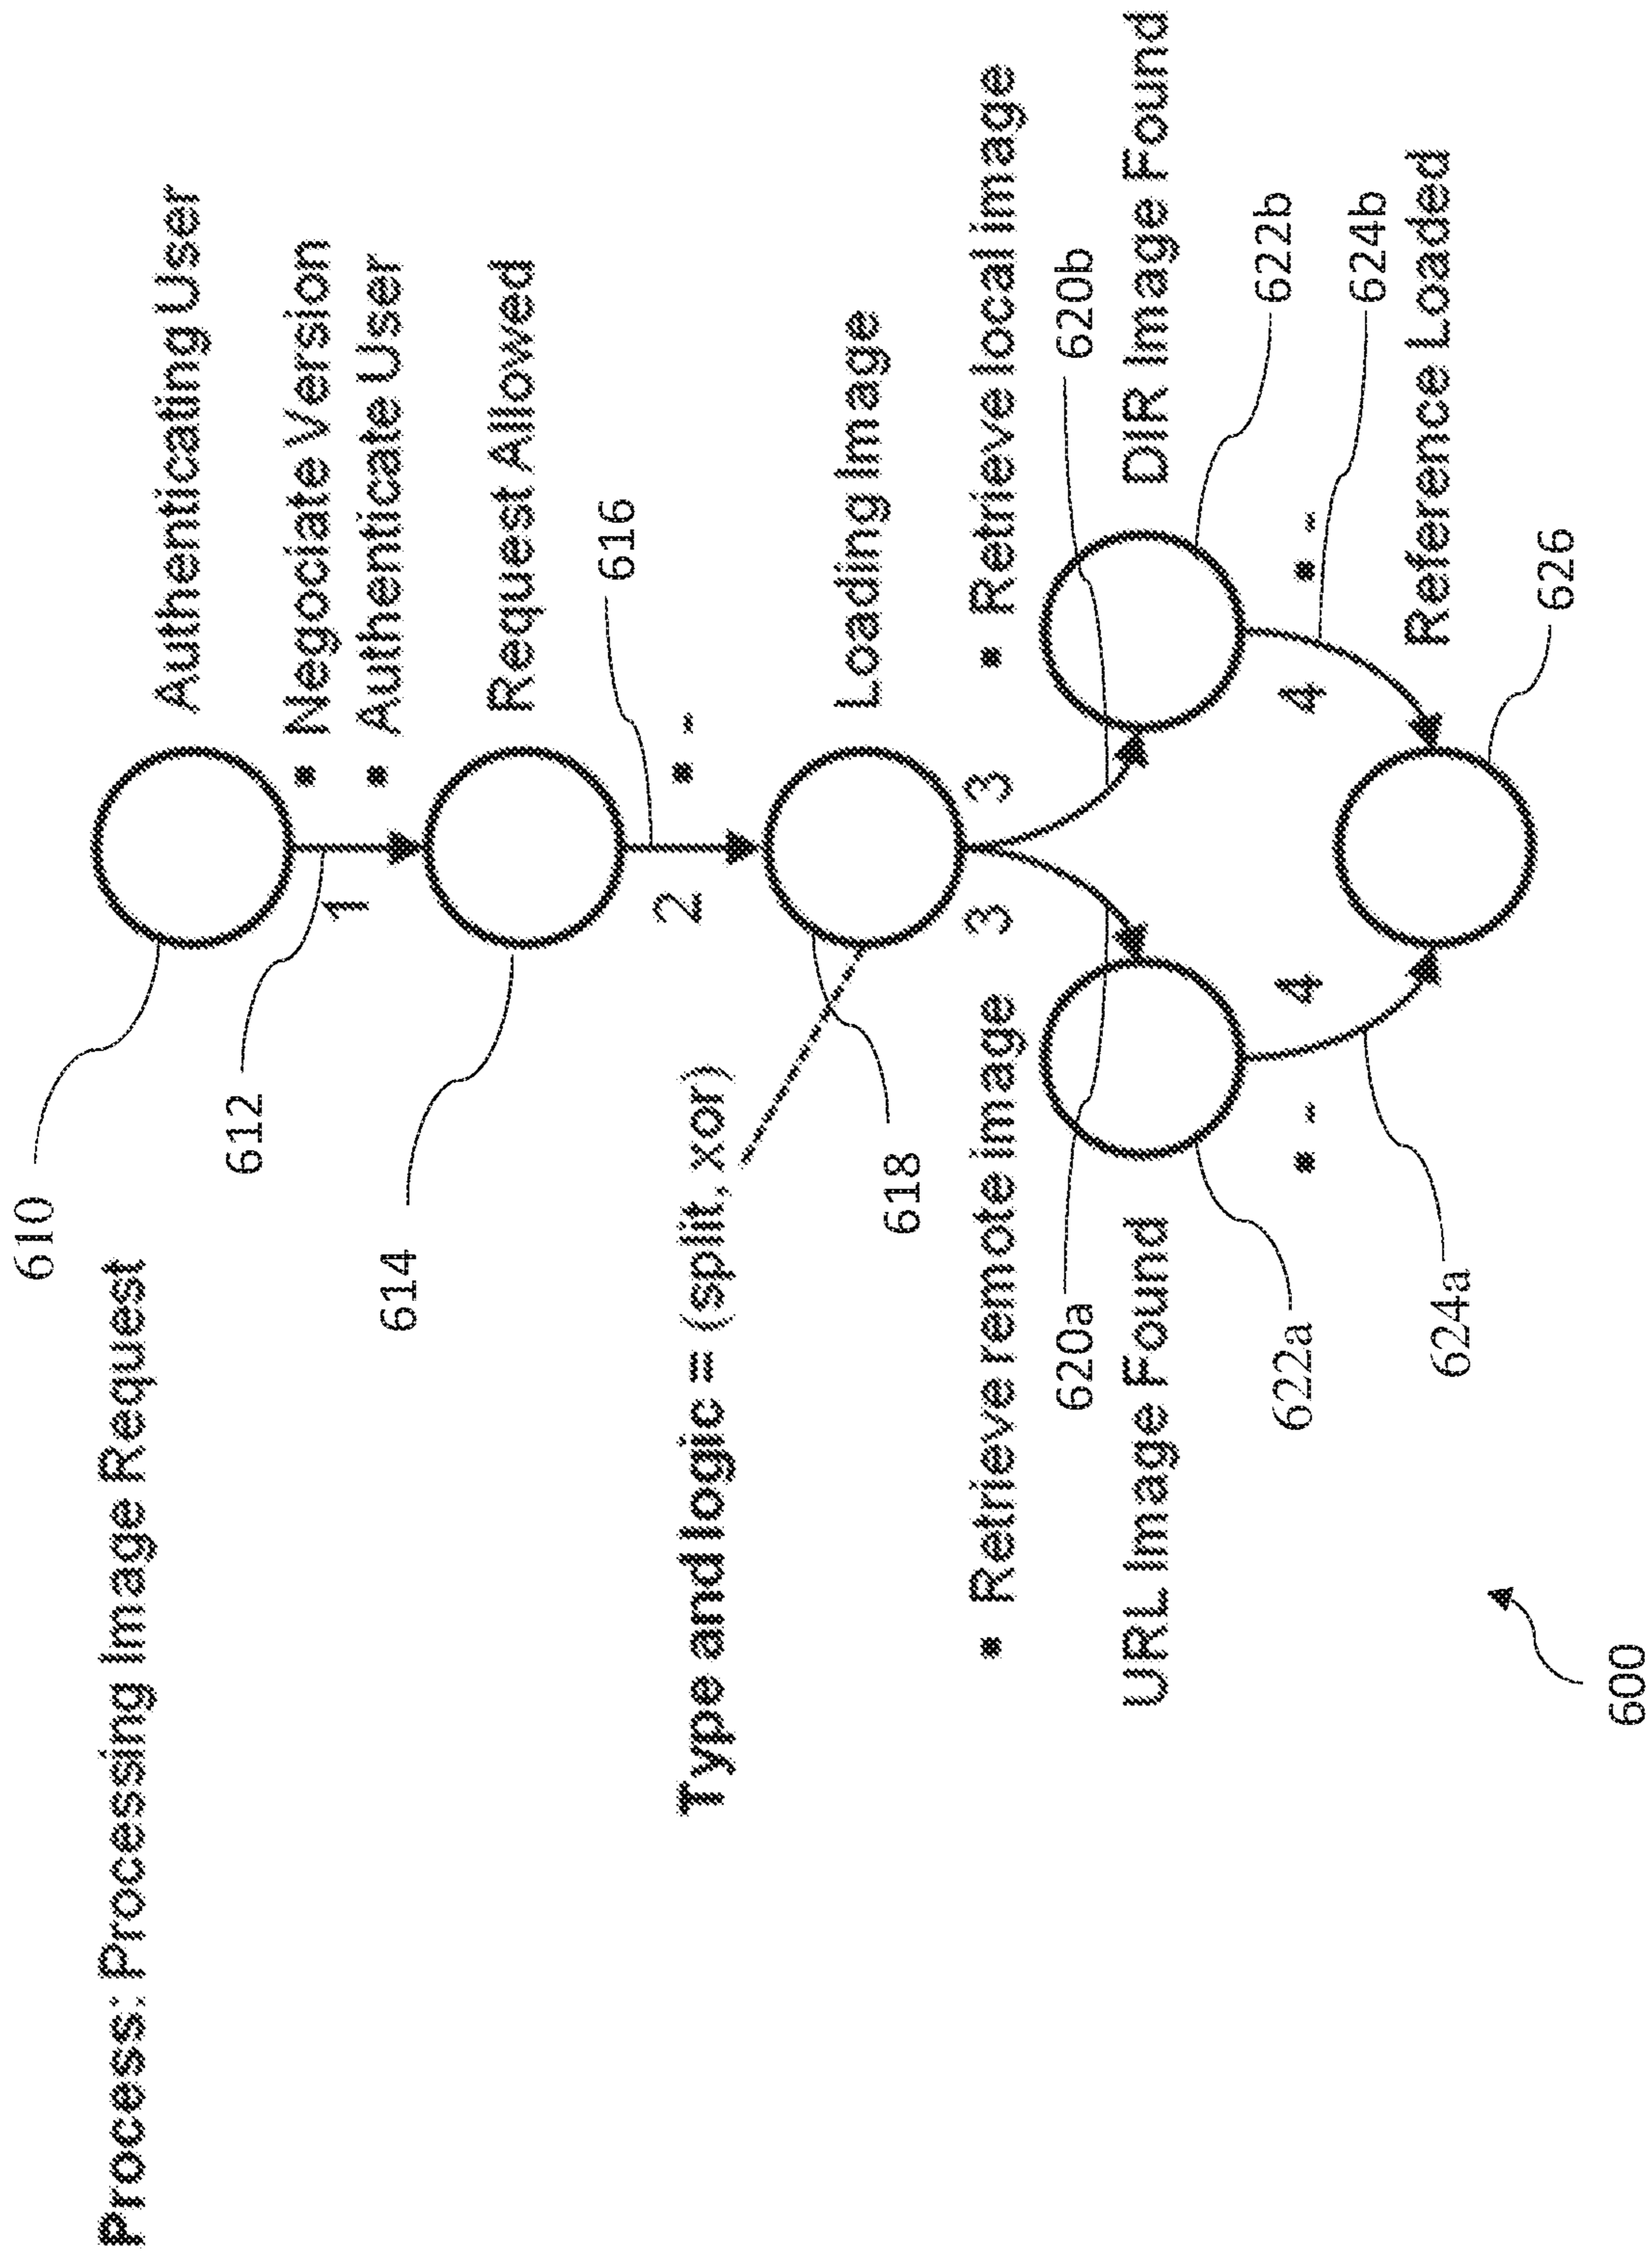 610
Process: Processing Image Request
Authenticating User
612
▪ Negociate Version
1
▪ Authenticate User
614
Request Allowed
616
2
▪ -
Type and logic = (split, xor)
Loading Image
618
▪ Retrieve remote image
3
3
▪ Retrieve local image
620a
620b
URL Image Found
DIR Image Found
622a
622b
▪ -
4
4
▪ -
624b
Reference Loaded
624a
626
600